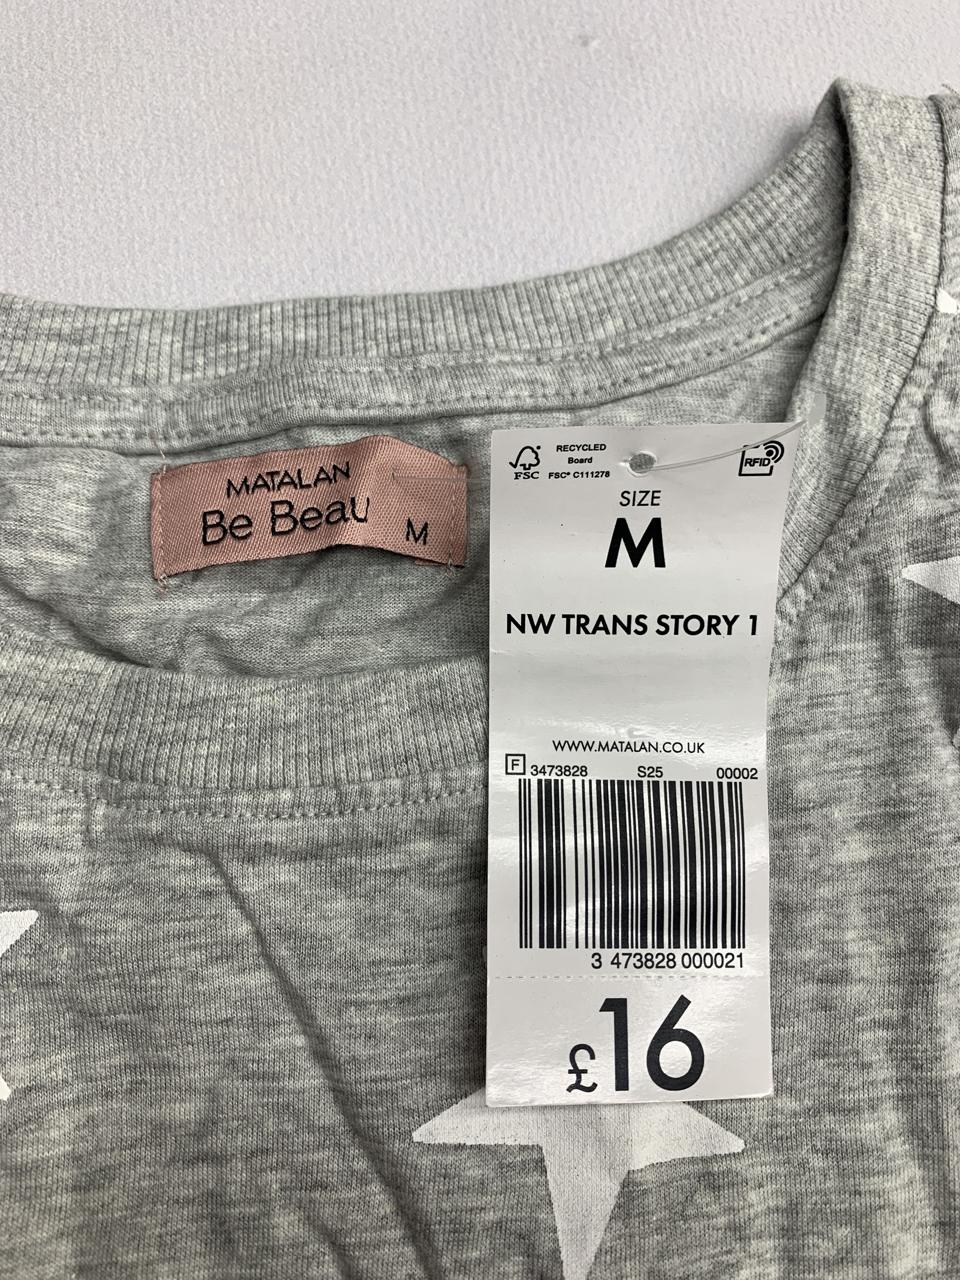 MATALAN
Be Beau
M
FSC
RECYCLED
Board
FSC® C111278
RFID
SIZE
M
NW TRANS STORY 1
WWW.MATALAN.CO.UK
F 3473828 S25 00002
3 473828 000021
£16